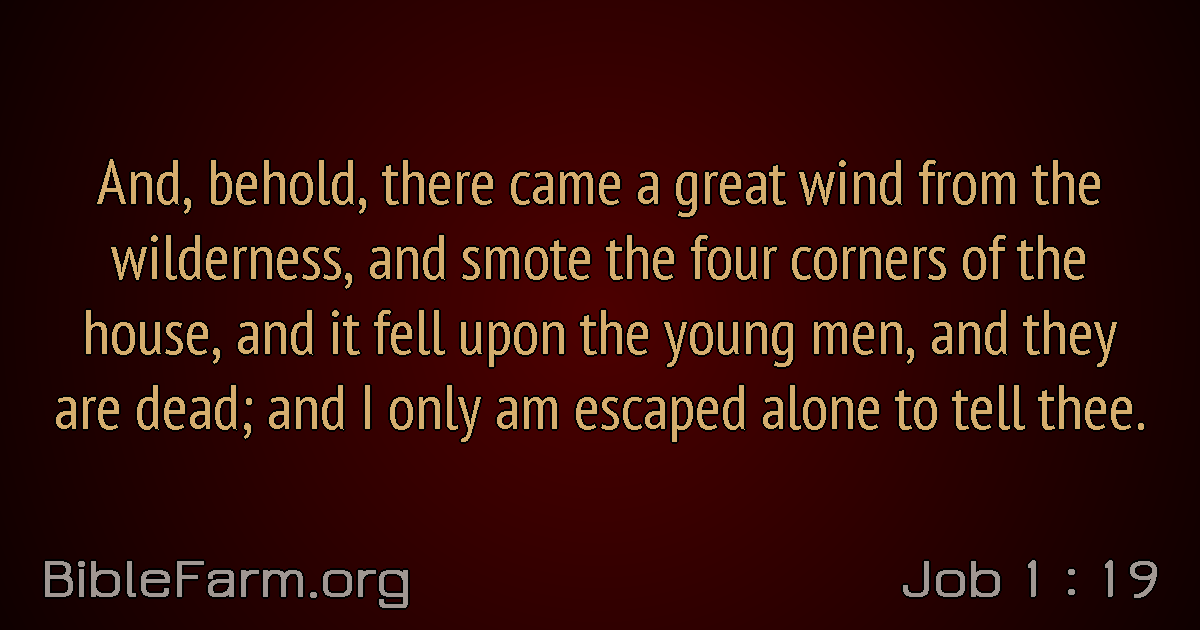 And, behold, there came a great wind from the
wilderness, and smote the four corners of the
house, and it fell upon the young men, and they
are dead; and I only am escaped alone to tell thee.
BibleFarm.org
Job 1 : 19